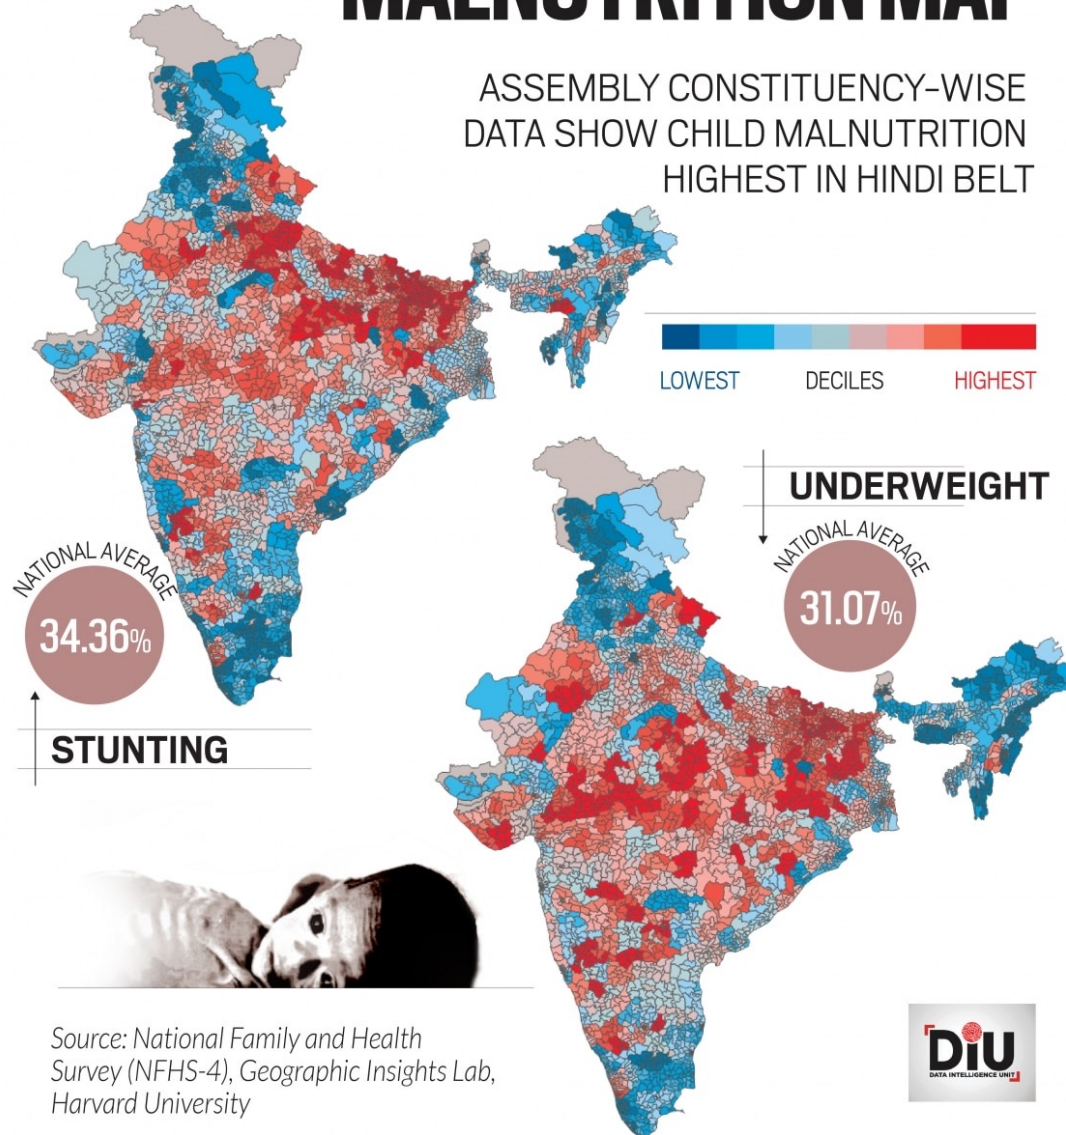 MALNUTRITION MAP
ASSEMBLY CONSTITUENCY-WISE
DATA SHOW CHILD MALNUTRITION
HIGHEST IN HINDI BELT
LOWEST
DECILES
HIGHEST
UNDERWEIGHT
NATIONAL AVERAGE
31.07%
NATIONAL AVERAGE
34.36%
STUNTING
Source: National Family and Health
Survey (NFHS-4), Geographic Insights Lab,
Harvard University
DiU
DATA INTELLIGENCE UNIT